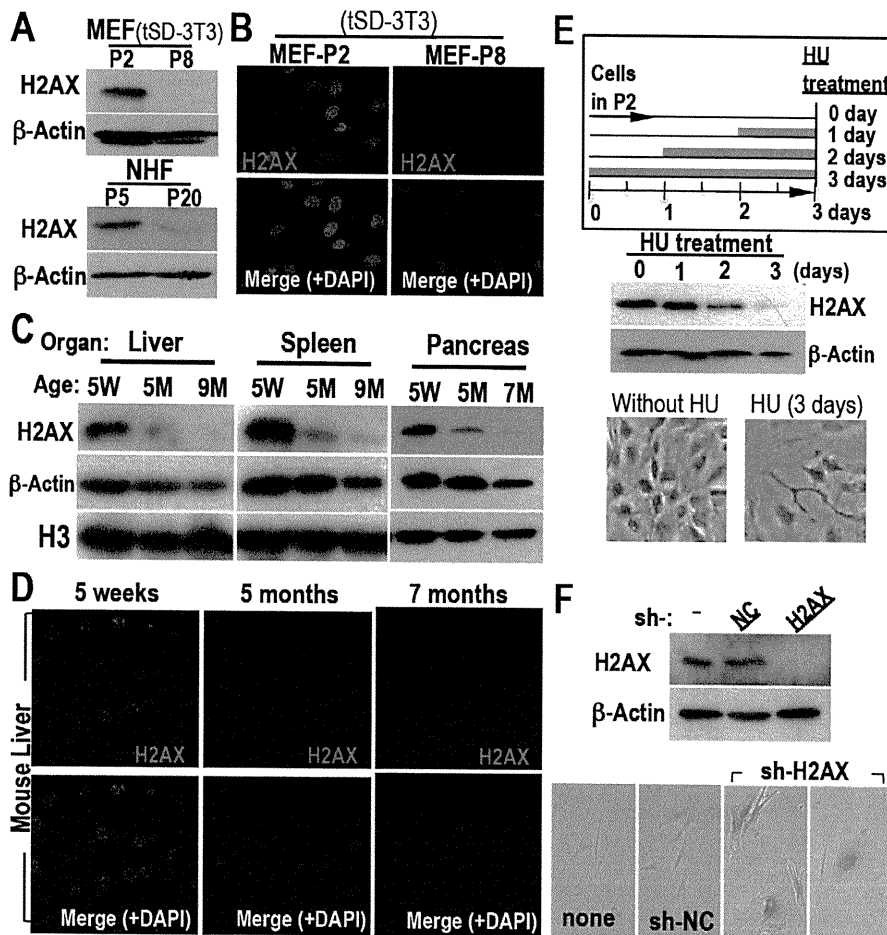 A
MEF(tSD-3T3)
P2 P8
H2AX
β-Actin
NHF
P5 P20
H2AX
β-Actin
B
(tSD-3T3)
MEF-P2 MEF-P8
H2AX H2AX
Merge (+DAPI) Merge (+DAPI)
C
Organ: Liver Spleen Pancreas
Age: 5W 5M 9M 5W 5M 9M 5W 5M 7M
H2AX
β-Actin
H3
D
5 weeks 5 months 7 months
Mouse Liver
H2AX H2AX H2AX
Merge (+DAPI) Merge (+DAPI) Merge (+DAPI)
E
Cells
in P2
HU
treatment
0 day
1 day
2 days
3 days
0 1 2 3 days
HU treatment
0 1 2 3 (days)
H2AX
β-Actin
Without HU HU (3 days)
F
sh-: - NC H2AX
H2AX
β-Actin
sh-H2AX
none sh-NC